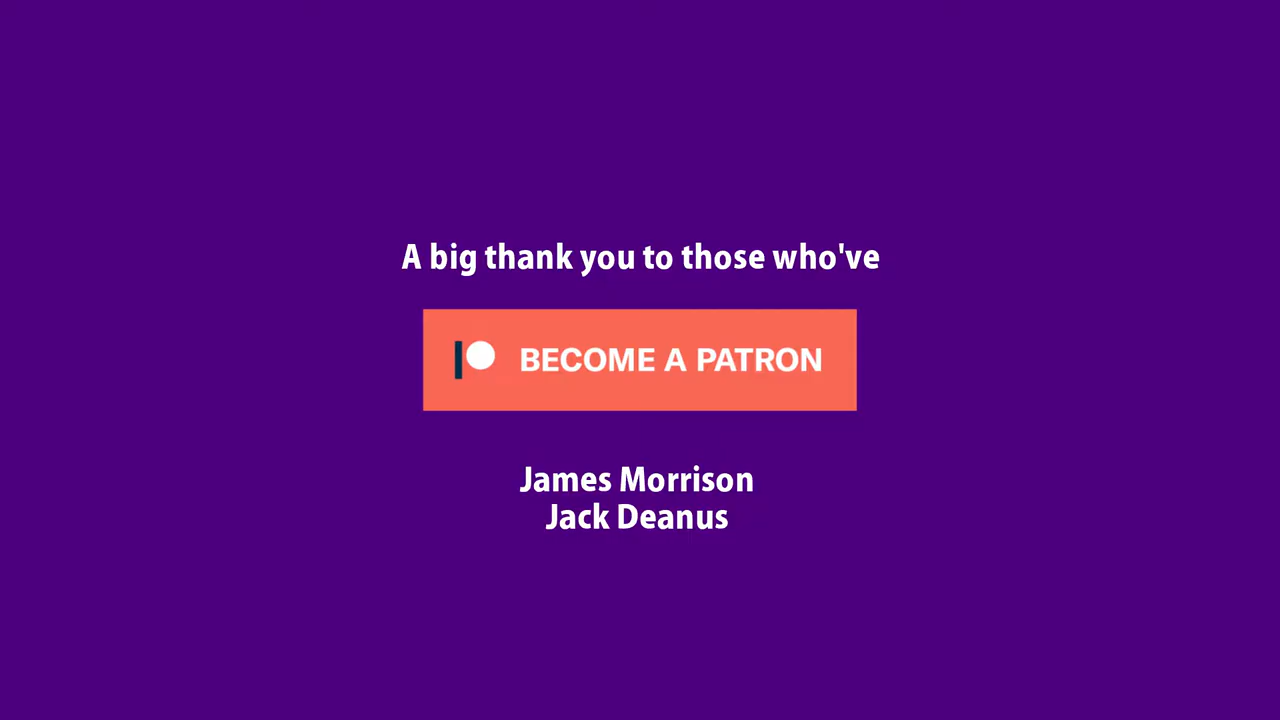 A big thank you to those who've
BECOME A PATRON
James Morrison
Jack Deanus